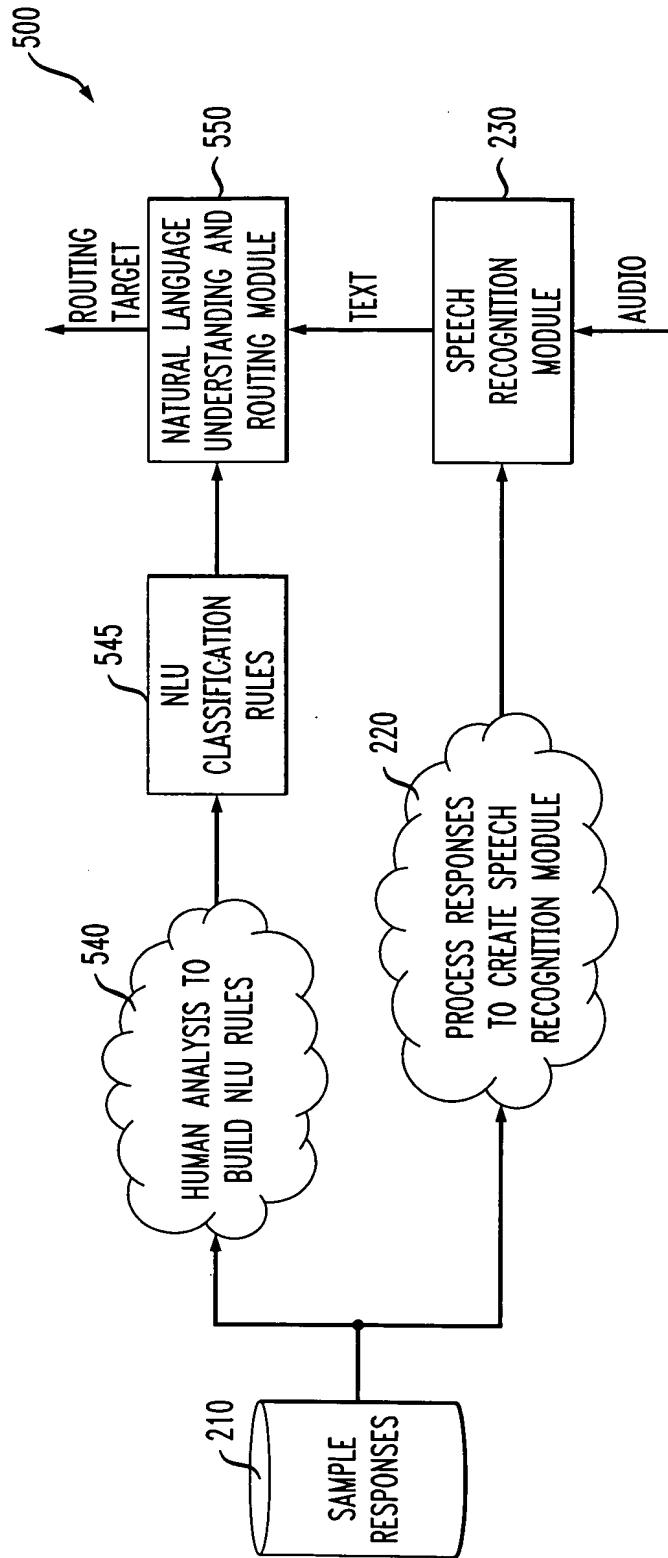 500
210
SAMPLE
RESPONSES
540
HUMAN ANALYSIS TO
BUILD NLU RULES
545
NLU
CLASSIFICATION
RULES
ROUTING
TARGET
550
NATURAL LANGUAGE
UNDERSTANDING AND
ROUTING MODULE
TEXT
220
PROCESS RESPONSES
TO CREATE SPEECH
RECOGNITION MODULE
230
SPEECH
RECOGNITION
MODULE
AUDIO